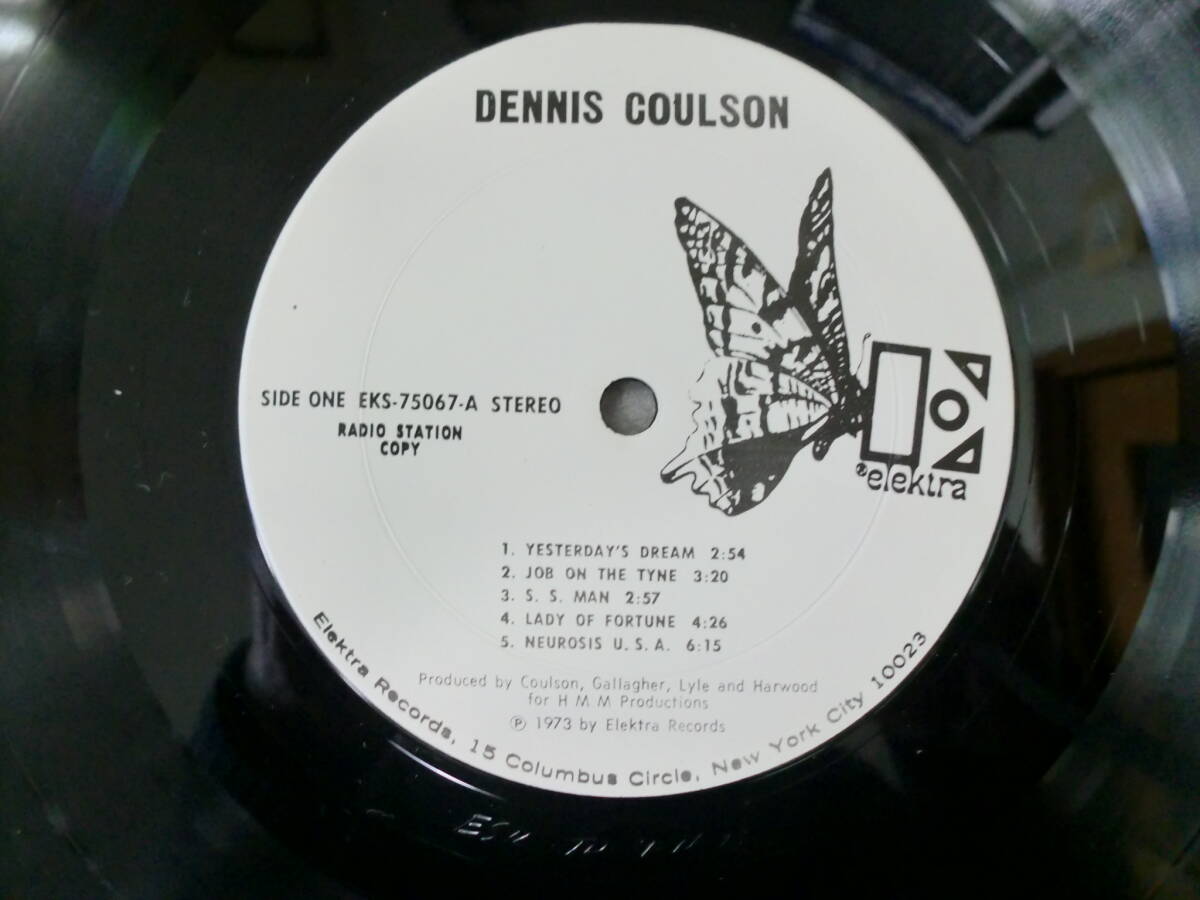 DENNIS COULSON
SIDE ONE EKS-75067-A STEREO
RADIO STATION
COPY
®elektra
1. YESTERDAY'S DREAM 2:54
2. JOB ON THE TYNE 3:20
3. S. S. MAN 2:57
4. LADY OF FORTUNE 4:26
5. NEUROSIS U.S.A. 6:15
Produced by Coulson, Gallagher, Lyle and Harwood
for H M M Productions
℗ 1973 by Elektra Records
Elektra Records, 15 Columbus Circle, New York City 10023